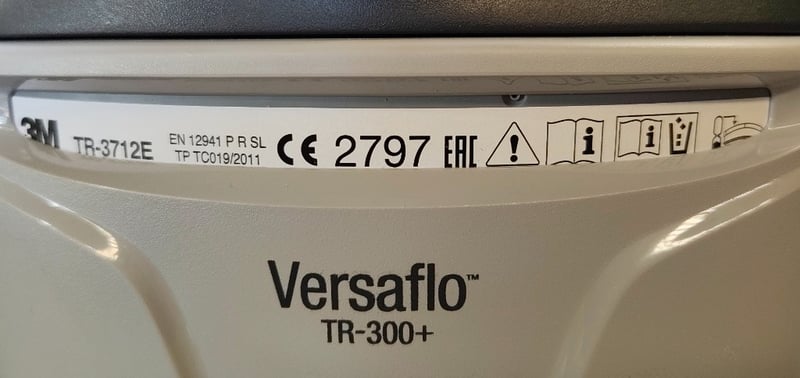 3M TR-3712E EN 12941 P R SL CE 2797 EAC
TP TC019/2011
Versaflo™
TR-300+